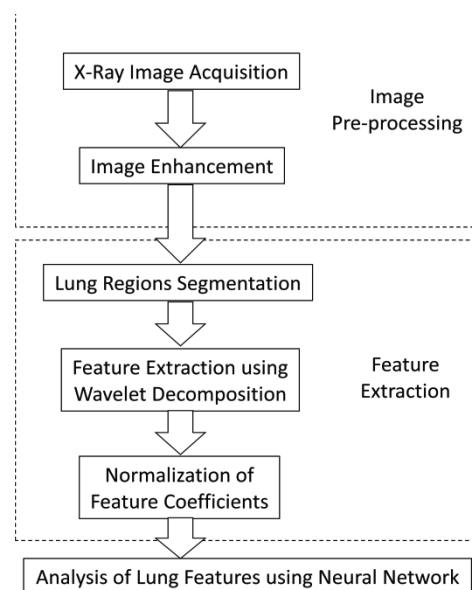 X-Ray Image Acquisition
Image
Pre-processing
Image Enhancement
Lung Regions Segmentation
Feature Extraction using
Wavelet Decomposition
Feature
Extraction
Normalization of
Feature Coefficients
Analysis of Lung Features using Neural Network